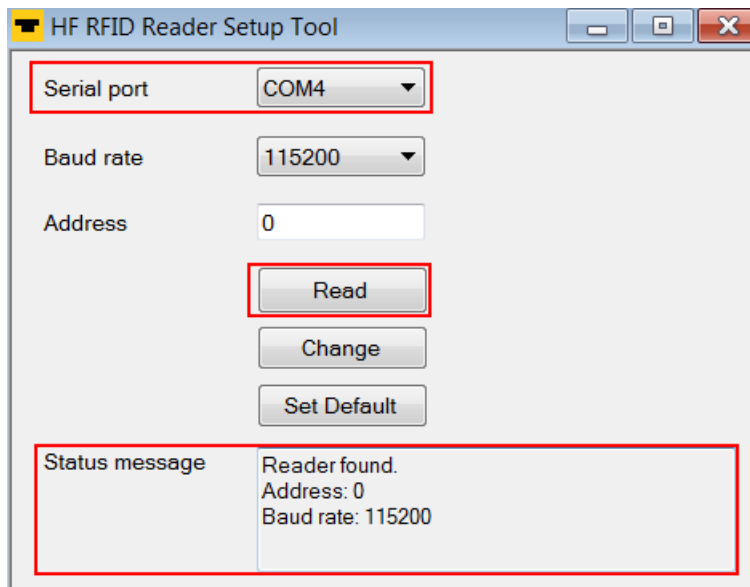 HF RFID Reader Setup Tool
Serial port COM4
Baud rate 115200
Address 0
Read
Change
Set Default
Status message
Reader found.
Address: 0
Baud rate: 115200